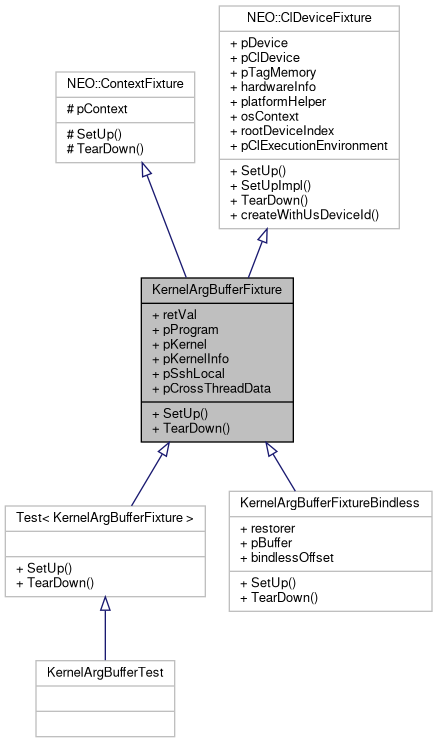 NEO::ClDeviceFixture
+ pDevice
+ pClDevice
+ pTagMemory
+ hardwareInfo
+ platformHelper
+ osContext
+ rootDeviceIndex
+ pClExecutionEnvironment
+ SetUp()
+ SetUpImpl()
+ TearDown()
+ createWithUsDeviceId()
NEO::ContextFixture
# pContext
# SetUp()
# TearDown()
KernelArgBufferFixture
+ retVal
+ pProgram
+ pKernel
+ pKernelInfo
+ pSshLocal
+ pCrossThreadData
+ SetUp()
+ TearDown()
Test< KernelArgBufferFixture >
+ SetUp()
+ TearDown()
KernelArgBufferFixtureBindless
+ restorer
+ pBuffer
+ bindlessOffset
+ SetUp()
+ TearDown()
KernelArgBufferTest